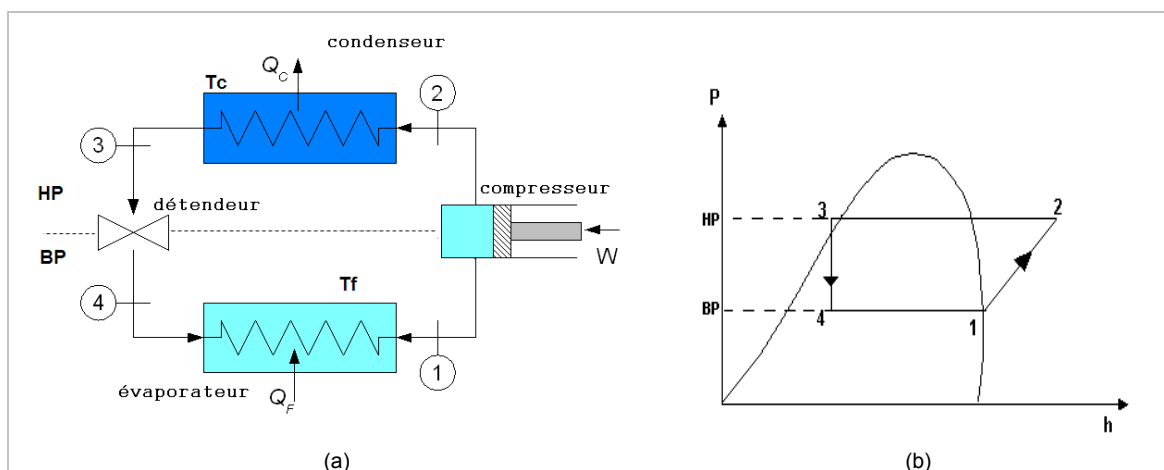 condenseur
Q_C
Tc
2
3
compresseur
HP
détendeur
BP
W
Tf
4
1
évaporateur
Q_F
(a)
P
HP
3
2
BP
4
1
h
(b)